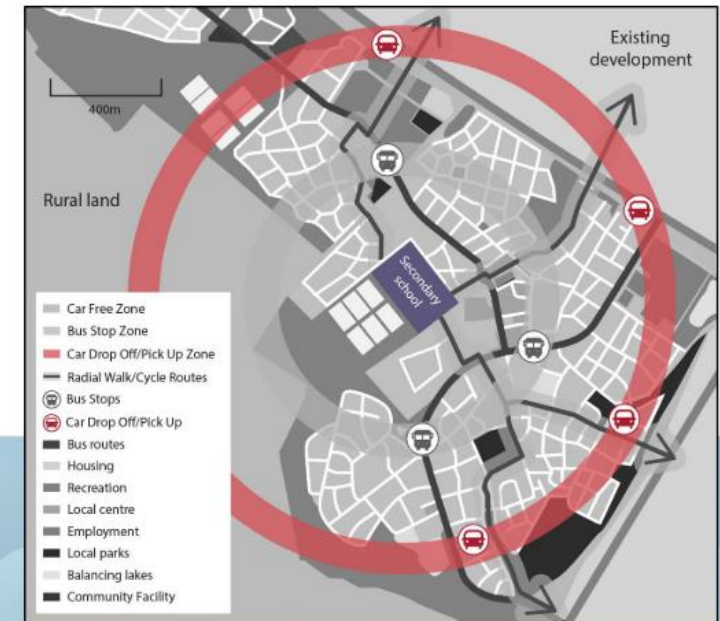 Existing
development
400m
Rural land
Secondary
school
Car Free Zone
Bus Stop Zone
Car Drop Off/Pick Up Zone
Radial Walk/Cycle Routes
Bus Stops
Car Drop Off/Pick Up
Bus routes
Housing
Recreation
Local centre
Employment
Local parks
Balancing lakes
Community Facility